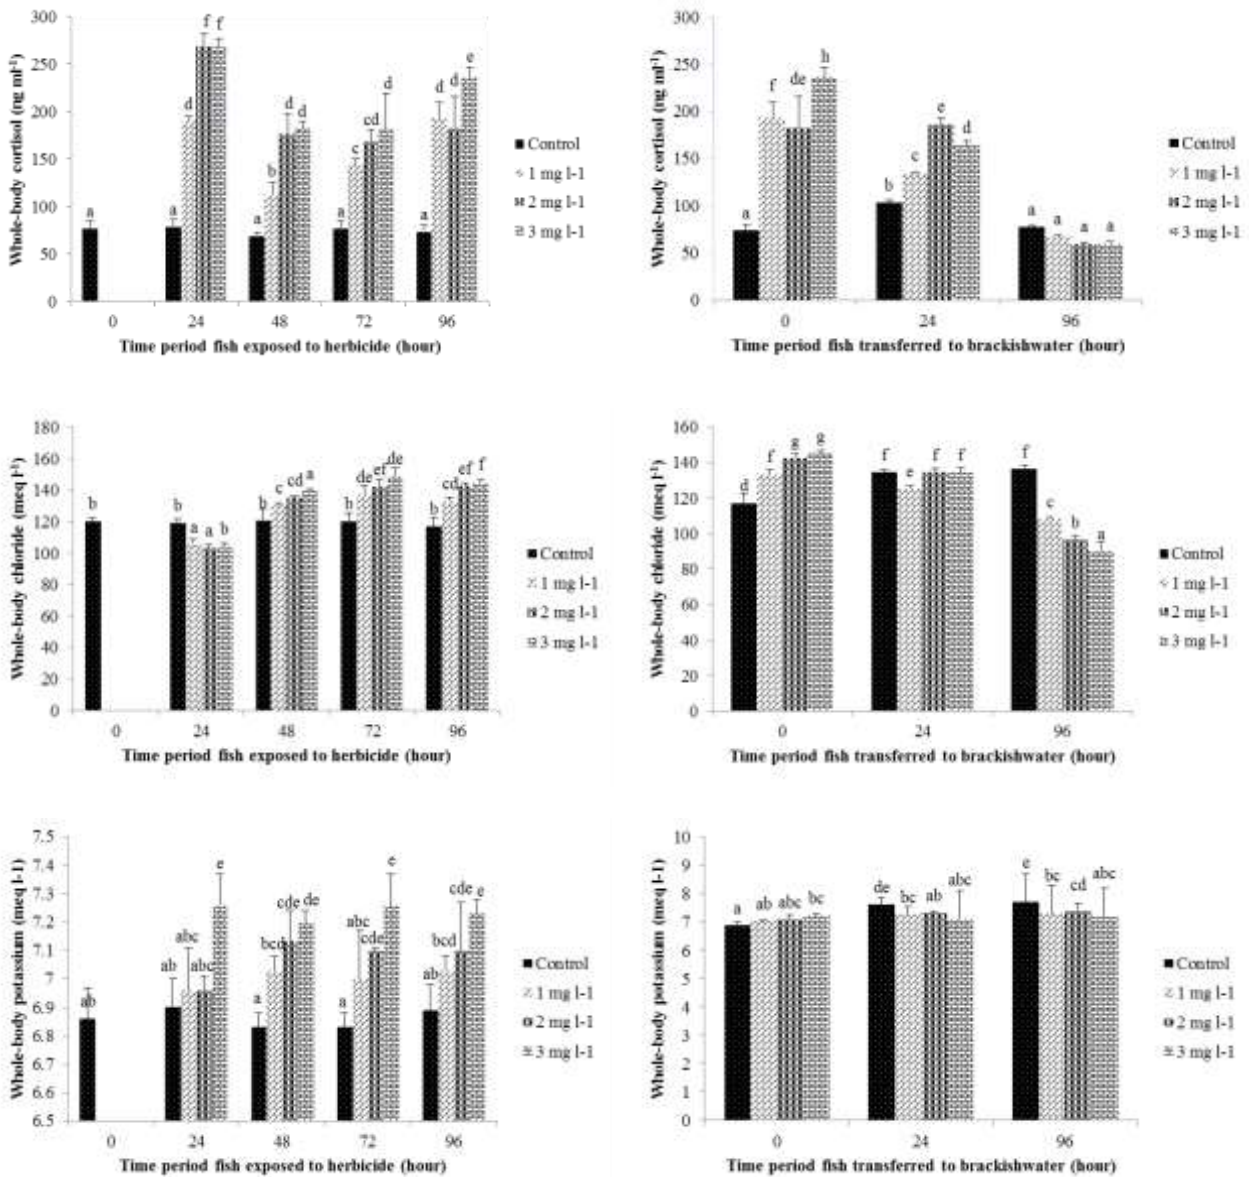 300
250
200
150
100
50
0
Whole-body cortisol (ng ml⁻¹)
a
a d f f
a b d d
a c cd d
a d d e
0 24 48 72 96
Time period fish exposed to herbicide (hour)
Control
1 mg l-1
2 mg l-1
3 mg l-1
300
250
200
150
100
50
0
Whole-body cortisol (ng ml⁻¹)
a f de h
b c e d
a a a a
0 24 96
Time period fish transferred to brackishwater (hour)
Control
1 mg l-1
2 mg l-1
3 mg l-1
180
160
140
120
100
80
60
40
20
0
Whole-body chloride (meq l⁻¹)
b
b a a b
b c cd a
b de ef de
b cd ef f
0 24 48 72 96
Time period fish exposed to herbicide (hour)
Control
1 mg l-1
2 mg l-1
3 mg l-1
160
140
120
100
80
60
40
20
0
Whole-body chloride (meq l⁻¹)
d f g g
f e f f
f c b a
0 24 96
Time period fish transferred to brackishwater (hour)
Control
1 mg l-1
2 mg l-1
3 mg l-1
7.5
7.4
7.3
7.2
7.1
7
6.9
6.8
6.7
6.6
6.5
Whole-body potassium (meq l-1)
ab
ab abc abc e
a bcd cde de
a abc cde e
ab bcd cde e
0 24 48 72 96
Time period fish exposed to herbicide (hour)
Control
1 mg l-1
2 mg l-1
3 mg l-1
10
9
8
7
6
5
4
3
2
1
0
Whole-body potassium (meq l-1)
a ab abc bc
de bc ab abc
e bc cd abc
0 24 96
Time period fish transferred to brackishwater (hour)
Control
1 mg l-1
2 mg l-1
3 mg l-1